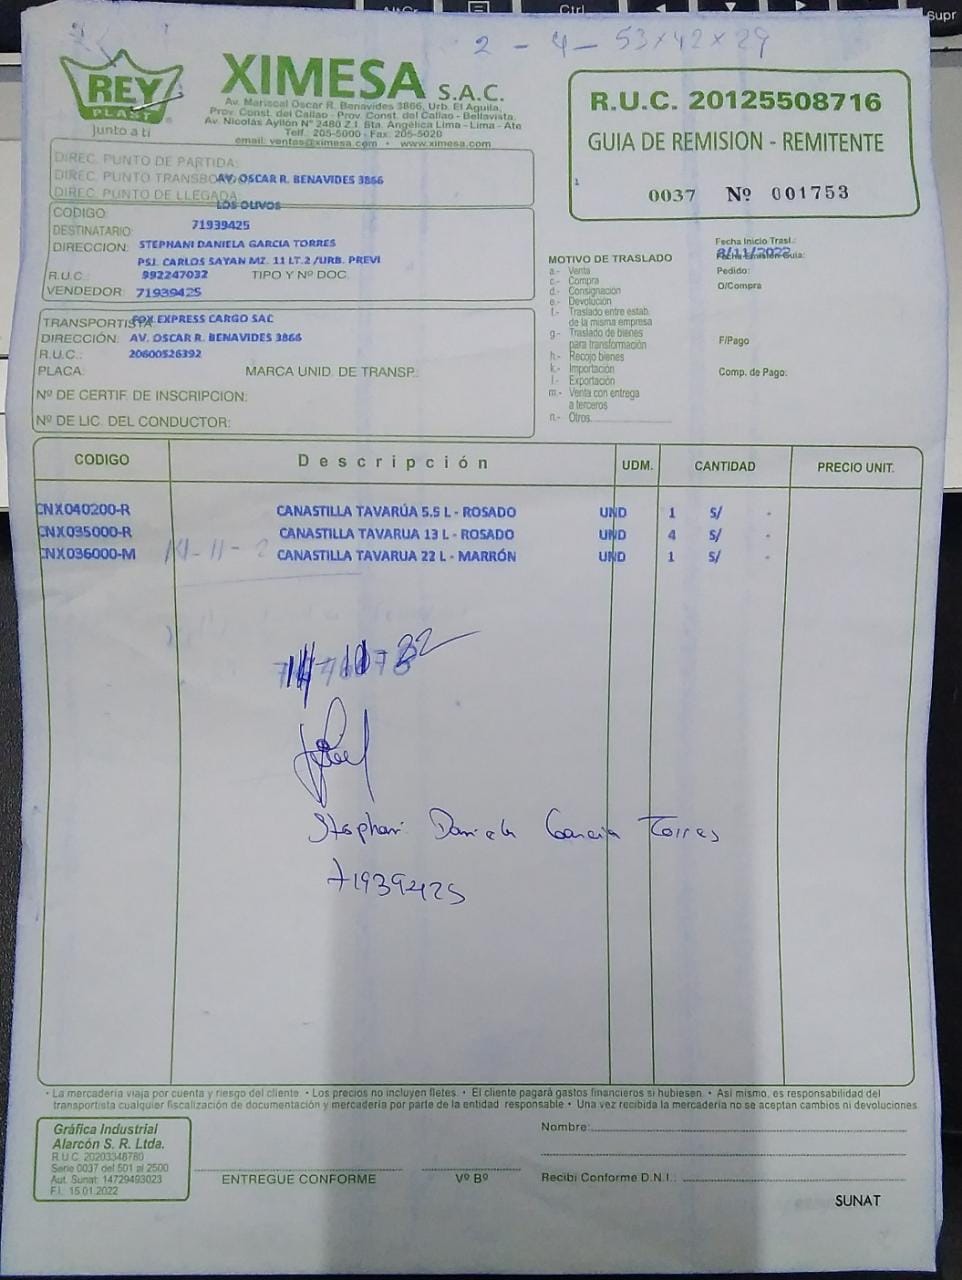 2 - 4 - 53x42x29
REY
PLAST
®
Junto a ti
XIMESA S.A.C.
Av. Mariscal Oscar R. Benavides 3866, Urb. El Aguila,
Prov. Const. del Callao - Prov. Const. del Callao - Bellavista.
Av. Nicolás Ayllón Nº 2480 Z.I. Sta. Angélica Lima - Lima - Ate
Telf. 205-5000 - Fax: 205-5020
email: ventas@ximesa.com • www.ximesa.com
R.U.C. 20125508716
GUIA DE REMISION - REMITENTE
1
0037 Nº 001753
DIREC. PUNTO DE PARTIDA:
DIREC. PUNTO TRANSBORDO AV. OSCAR R. BENAVIDES 3866
DIREC. PUNTO DE LLEGADA:
LOS OLIVOS
CODIGO:
71939425
DESTINATARIO:
STEPHANI DANIELA GARCIA TORRES
DIRECCION:
PSJ. CARLOS SAYAN MZ. 11 LT.2 /URB. PREVI
R.U.C.: 992247032 TIPO Y Nº DOC.
VENDEDOR: 71939425
Fecha Inicio Trasl.:
8/11/2022
Fecha Emisión Guia:
Pedido:
O/Compra
F/Pago
Comp. de Pago:
MOTIVO DE TRASLADO
a.- Venta
c.- Compra
d.- Consignación
e.- Devolución
f.- Traslado entre estab.
de la misma empresa
g.- Traslado de bienes
para transformación
h.- Recojo bienes
k.- Importación
l.- Exportación
m.- Venta con entrega
a terceros
n.- Otros
TRANSPORTISTA: FOX EXPRESS CARGO SAC
DIRECCIÓN: AV. OSCAR R. BENAVIDES 3866
R.U.C.: 20600526392
PLACA: MARCA UNID. DE TRANSP.:
Nº DE CERTIF. DE INSCRIPCION:
Nº DE LIC. DEL CONDUCTOR:
CODIGO Descripción UDM. CANTIDAD PRECIO UNIT.
CNX040200-R CANASTILLA TAVARÚA 5.5 L - ROSADO UND 1 S/ -
CNX035000-R CANASTILLA TAVARUA 13 L - ROSADO UND 4 S/ -
CNX036000-M CANASTILLA TAVARUA 22 L - MARRÓN UND 1 S/ -
14-11-2
22
Stephani Daniela Garcia Torres
71939425
• La mercadería viaja por cuenta y riesgo del cliente • Los precios no incluyen fletes. • El cliente pagará gastos financieros si hubiesen. • Asi mismo, es responsabilidad del
transportista cualquier fiscalización de documentación y mercadería por parte de la entidad responsable • Una vez recibida la mercadería no se aceptan cambios ni devoluciones
Gráfica Industrial
Alarcón S. R. Ltda.
R.U.C. 20203348780
Serie 0037 del 501 al 2500
Aut. Sunat: 14729493023
F.I.: 15.01.2022
ENTREGUE CONFORME
Vº Bº
Nombre:
Recibi Conforme D.N.I.:
SUNAT